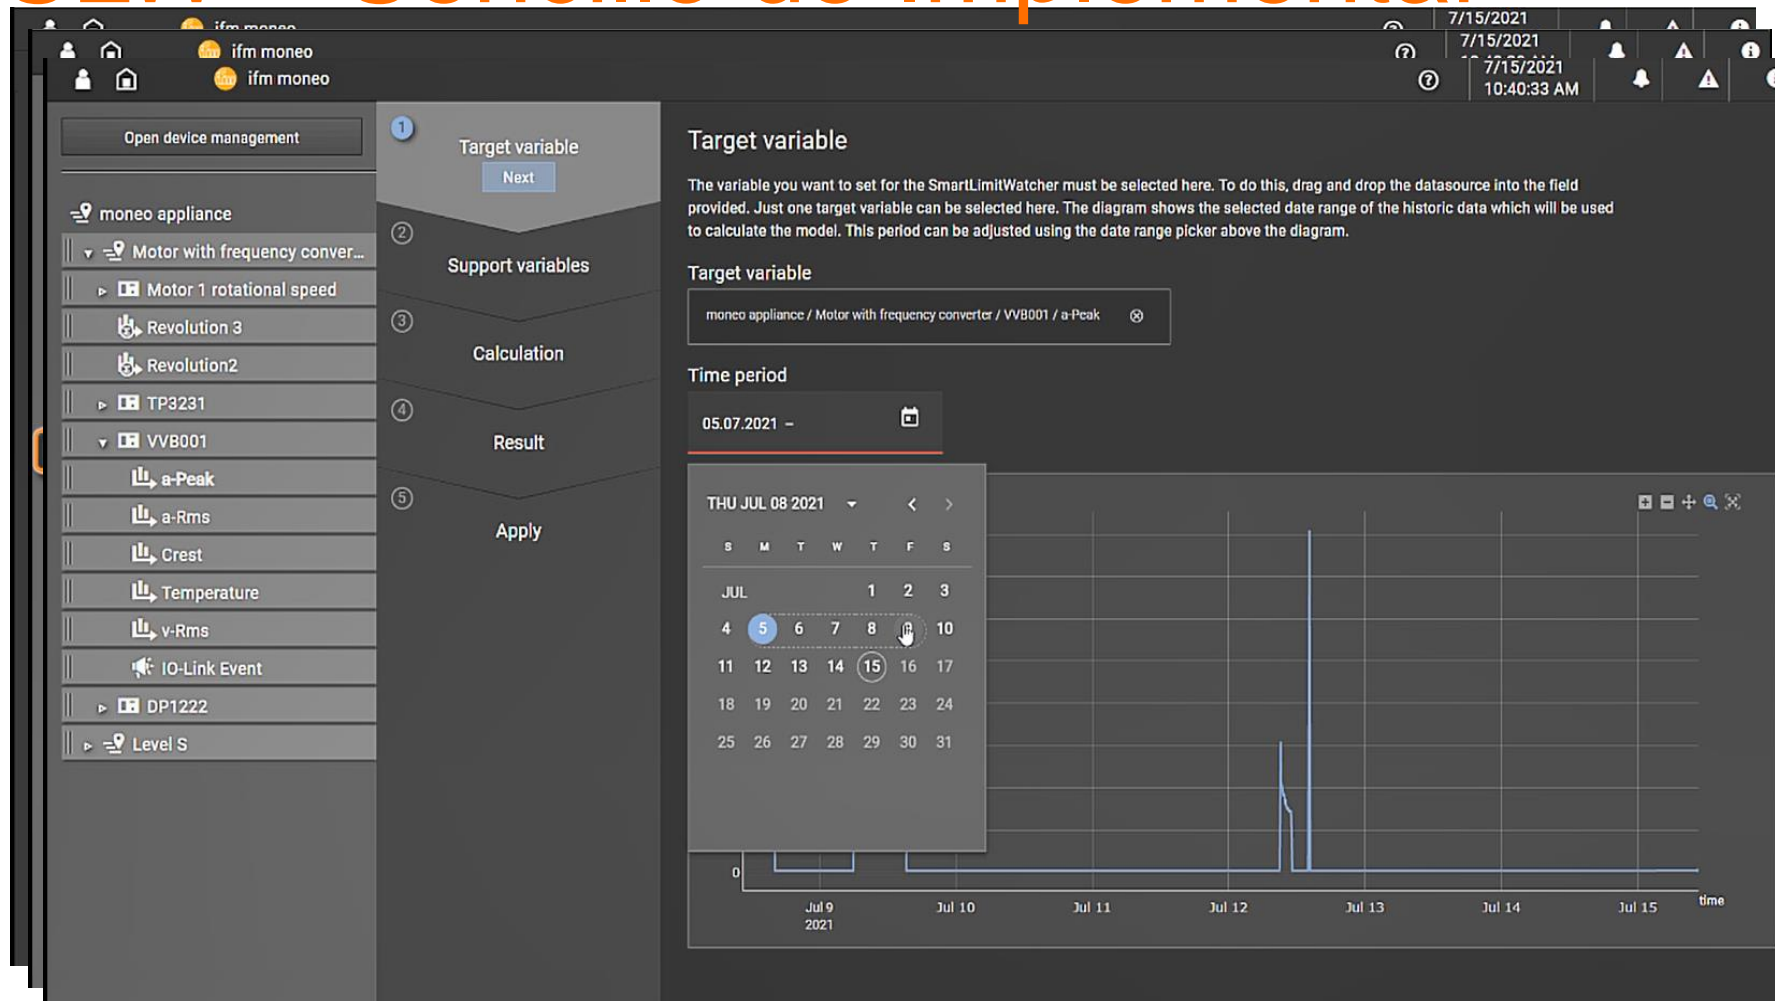 Sencillo de implementar
ifm moneo
7/15/2021
ifm moneo
7/15/2021
ifm moneo
7/15/2021
10:40:33 AM
Open device management
moneo appliance
Motor with frequency conver...
Motor 1 rotational speed
Revolution 3
Revolution2
TP3231
VVB001
a-Peak
a-Rms
Crest
Temperature
v-Rms
IO-Link Event
DP1222
Level S
1
Target variable
Next
2
Support variables
3
Calculation
4
Result
5
Apply
Target variable
The variable you want to set for the SmartLimitWatcher must be selected here. To do this, drag and drop the datasource into the field
provided. Just one target variable can be selected here. The diagram shows the selected date range of the historic data which will be used
to calculate the model. This period can be adjusted using the date range picker above the diagram.
Target variable
moneo appliance / Motor with frequency converter / VVB001 / a-Peak
Time period
05.07.2021 –
THU JUL 08 2021
S M T W T F S
JUL 1 2 3
4 5 6 7 8 9 10
11 12 13 14 15 16 17
18 19 20 21 22 23 24
25 26 27 28 29 30 31
0
Jul 9 Jul 10 Jul 11 Jul 12 Jul 13 Jul 14 Jul 15 time
2021